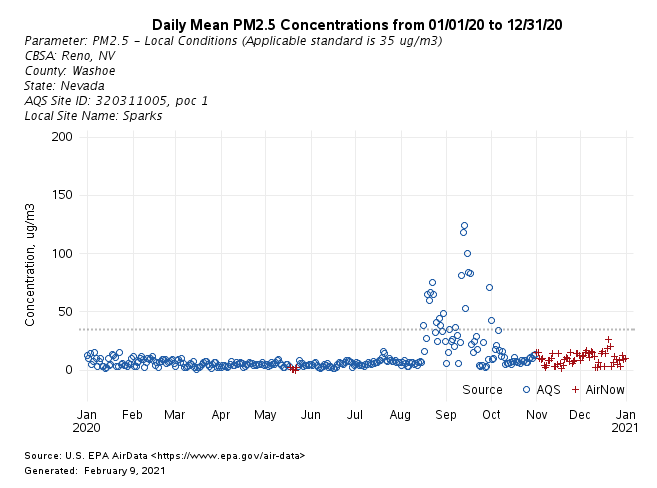 Daily Mean PM2.5 Concentrations from 01/01/20 to 12/31/20
Parameter: PM2.5 - Local Conditions (Applicable standard is 35 ug/m3)
CBSA: Reno, NV
County: Washoe
State: Nevada
AQS Site ID: 320311005, poc 1
Local Site Name: Sparks
200
150
100
50
0
Concentration, ug/m3
Source AQS AirNow
Jan Feb Mar Apr May Jun Jul Aug Sep Oct Nov Dec Jan
2020 2021
Source: U.S. EPA AirData <https://www.epa.gov/air-data>
Generated: February 9, 2021